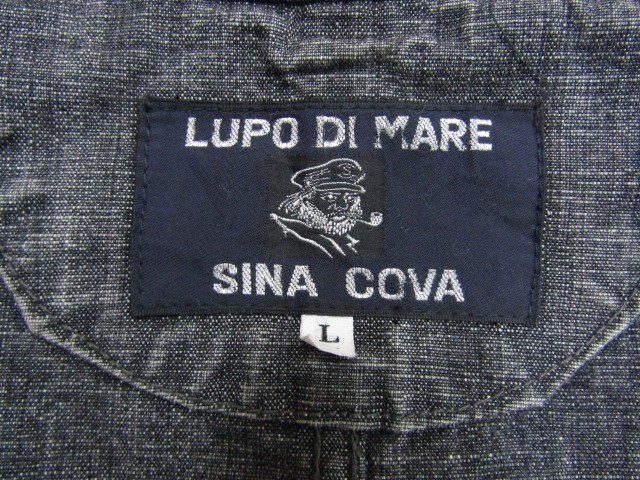 LUPO DI MARE
SINA COVA
L